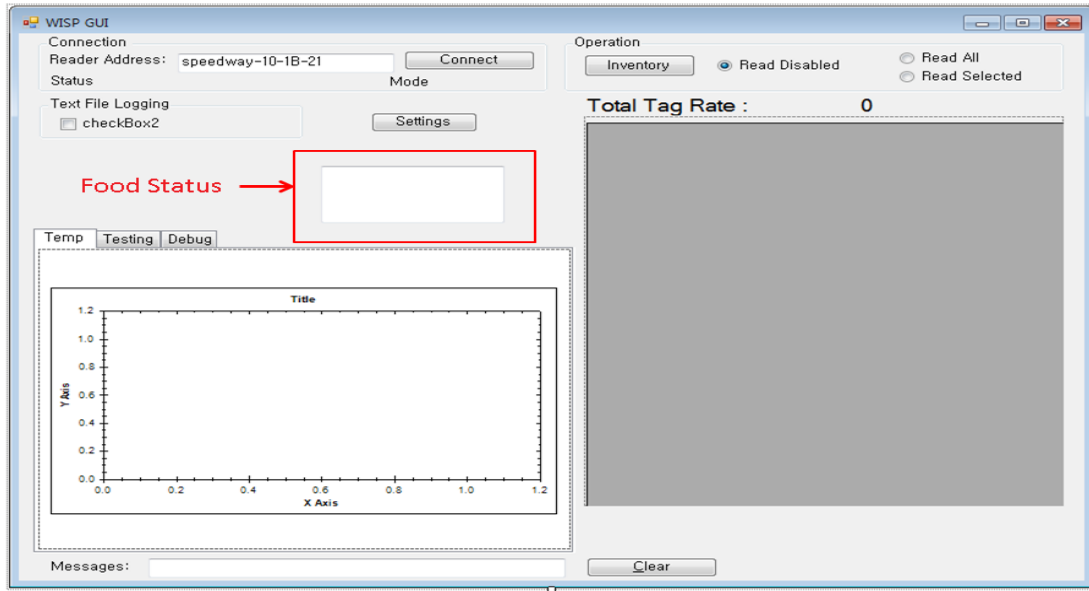 WISP GUI
Connection
Reader Address: speedway-10-1B-21 Connect
Status Mode
Operation
Inventory Read Disabled Read All
Read Selected
Text File Logging
checkBox2 Settings
Total Tag Rate : 0
Food Status
Temp Testing Debug
Title
1.2
1.0
0.8
0.6
0.4
0.2
0.0
Y Axis
0.0 0.2 0.4 0.6 0.8 1.0 1.2
X Axis
Messages: Clear